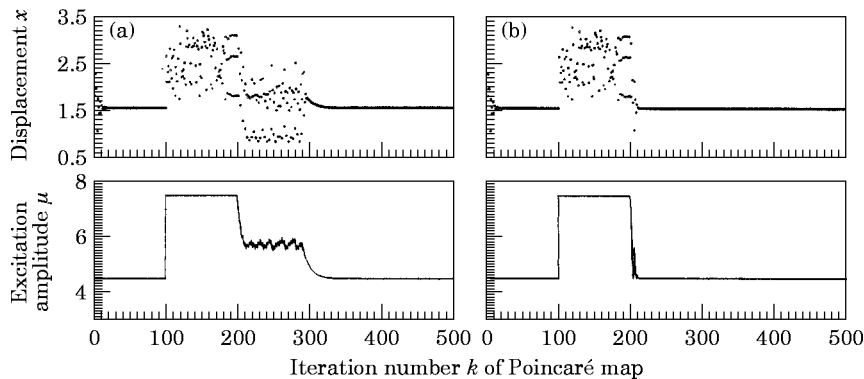 (a)
(b)
Displacement x
3.5
2.5
1.5
0.5
Excitation
amplitude μ
8
6
4
0 100 200 300 400 500
0 100 200 300 400 500
Iteration number k of Poincaré map